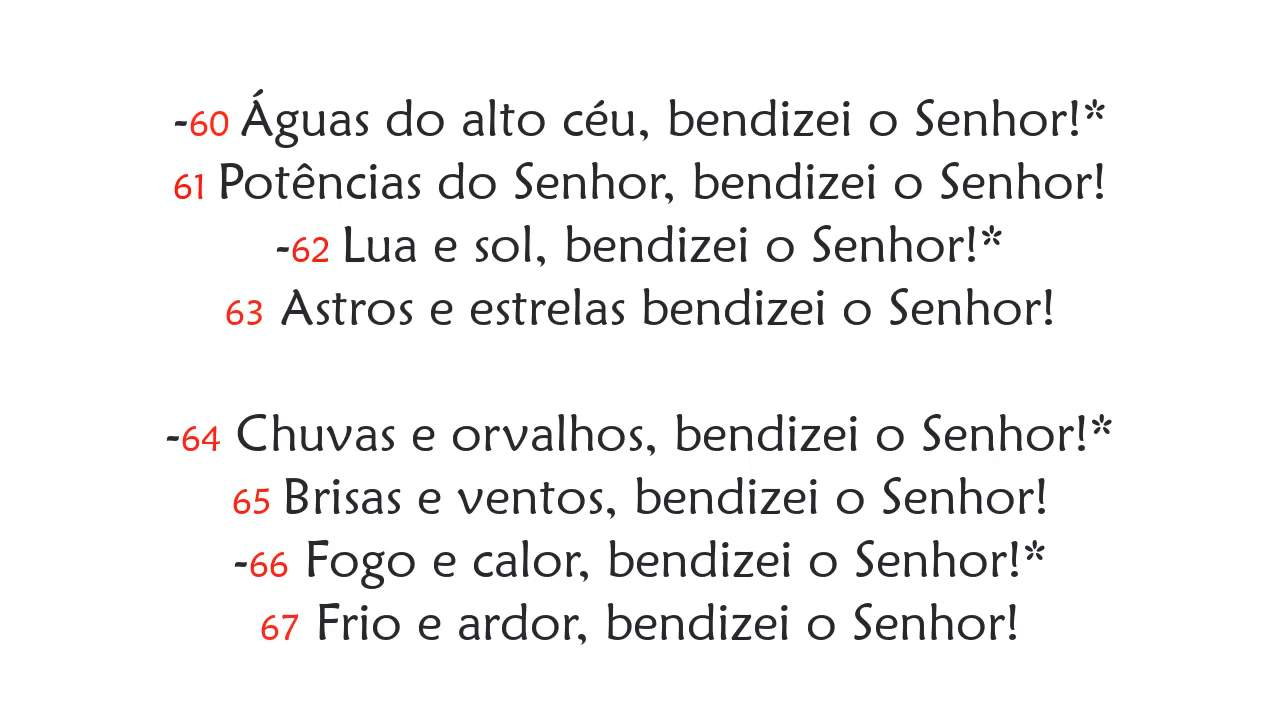 -60 Águas do alto céu, bendizei o Senhor!*
61 Potências do Senhor, bendizei o Senhor!
-62 Lua e sol, bendizei o Senhor!*
63 Astros e estrelas bendizei o Senhor!
-64 Chuvas e orvalhos, bendizei o Senhor!*
65 Brisas e ventos, bendizei o Senhor!
-66 Fogo e calor, bendizei o Senhor!*
67 Frio e ardor, bendizei o Senhor!